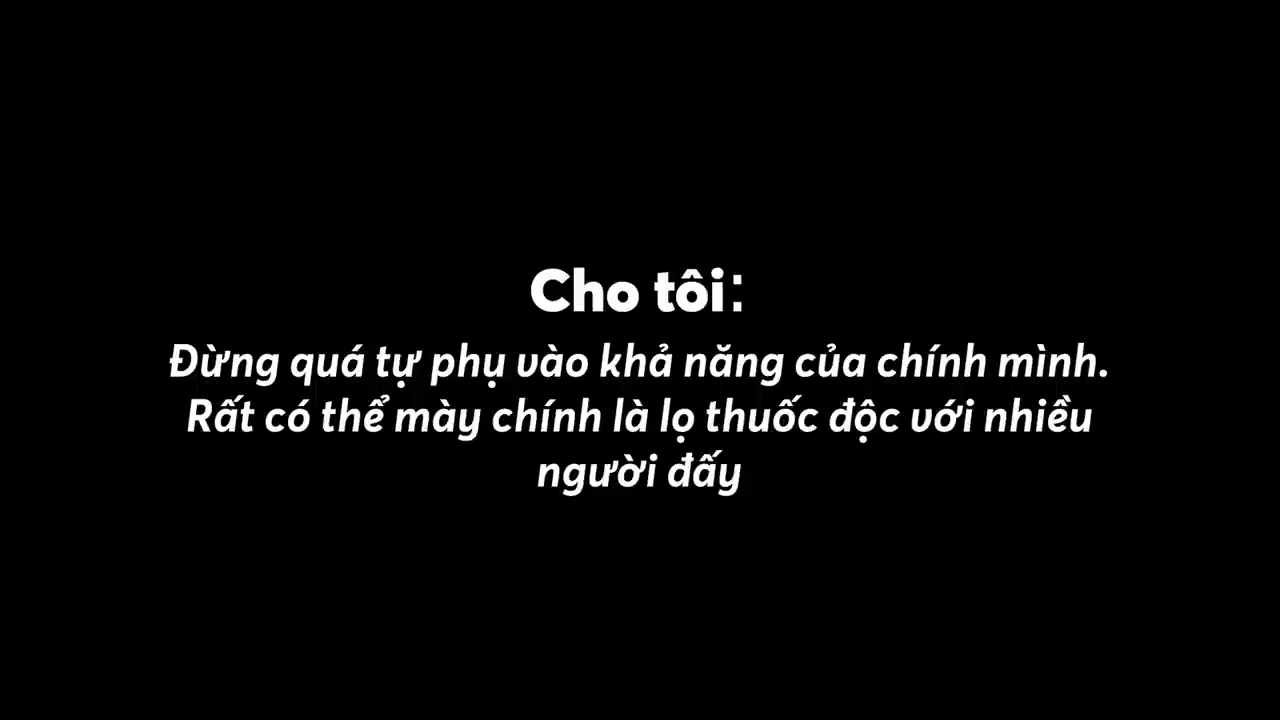 Cho tôi:
Đừng quá tự phụ vào khả năng của chính mình.
Rất có thể mày chính là lọ thuốc độc với nhiều
người đấy